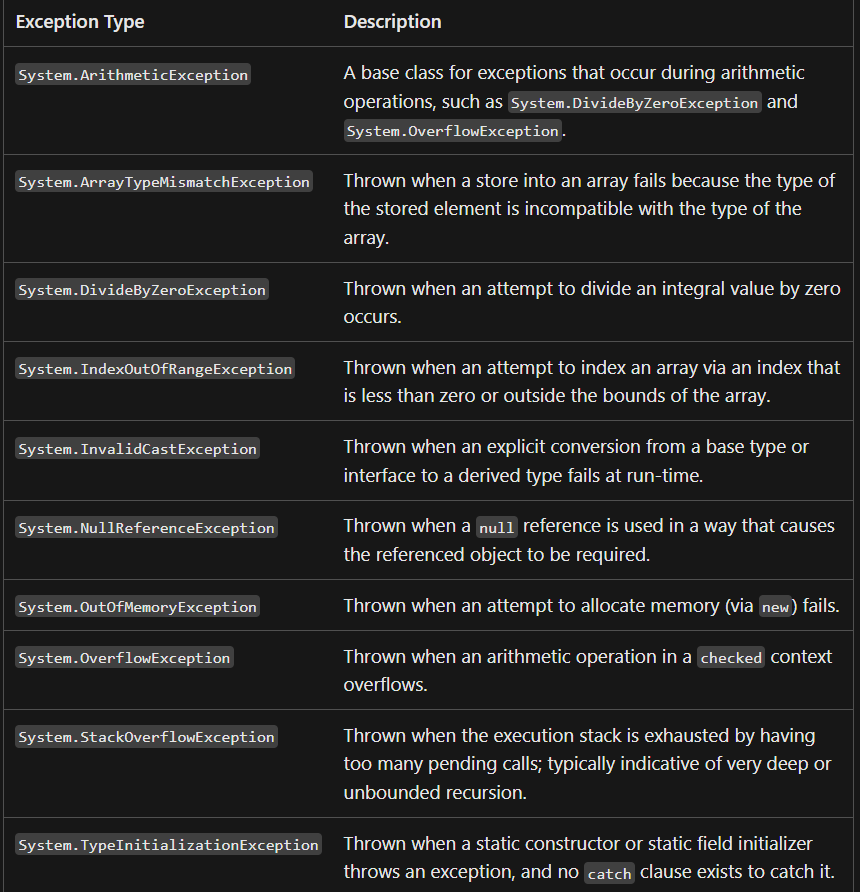 Exception Type Description
System.ArithmeticException A base class for exceptions that occur during arithmetic
operations, such as System.DivideByZeroException and
System.OverflowException.
System.ArrayTypeMismatchException Thrown when a store into an array fails because the type of
the stored element is incompatible with the type of the
array.
System.DivideByZeroException Thrown when an attempt to divide an integral value by zero
occurs.
System.IndexOutOfRangeException Thrown when an attempt to index an array via an index that
is less than zero or outside the bounds of the array.
System.InvalidCastException Thrown when an explicit conversion from a base type or
interface to a derived type fails at run-time.
System.NullReferenceException Thrown when a null reference is used in a way that causes
the referenced object to be required.
System.OutOfMemoryException Thrown when an attempt to allocate memory (via new) fails.
System.OverflowException Thrown when an arithmetic operation in a checked context
overflows.
System.StackOverflowException Thrown when the execution stack is exhausted by having
too many pending calls; typically indicative of very deep or
unbounded recursion.
System.TypeInitializationException Thrown when a static constructor or static field initializer
throws an exception, and no catch clause exists to catch it.